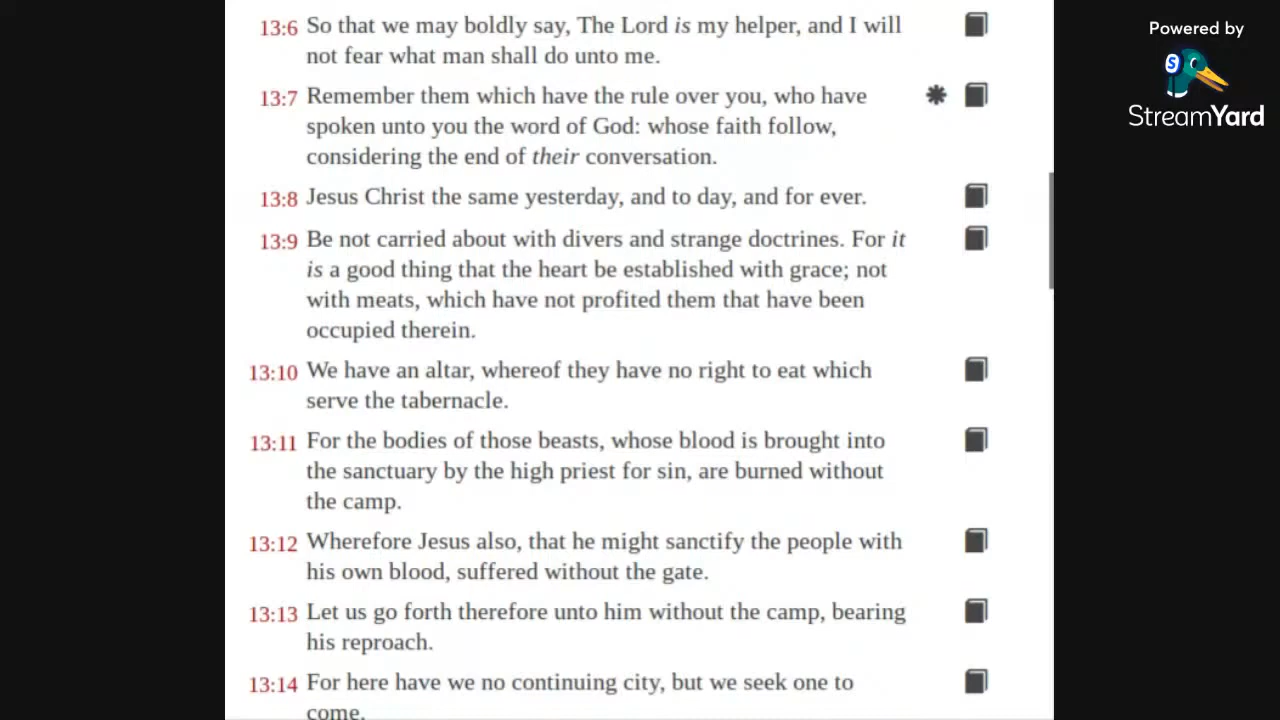 13:6 So that we may boldly say, The Lord is my helper, and I will
not fear what man shall do unto me.
13:7 Remember them which have the rule over you, who have
spoken unto you the word of God: whose faith follow,
considering the end of their conversation.
13:8 Jesus Christ the same yesterday, and to day, and for ever.
13:9 Be not carried about with divers and strange doctrines. For it
is a good thing that the heart be established with grace; not
with meats, which have not profited them that have been
occupied therein.
13:10 We have an altar, whereof they have no right to eat which
serve the tabernacle.
13:11 For the bodies of those beasts, whose blood is brought into
the sanctuary by the high priest for sin, are burned without
the camp.
13:12 Wherefore Jesus also, that he might sanctify the people with
his own blood, suffered without the gate.
13:13 Let us go forth therefore unto him without the camp, bearing
his reproach.
13:14 For here have we no continuing city, but we seek one to
come.
Powered by
S
StreamYard